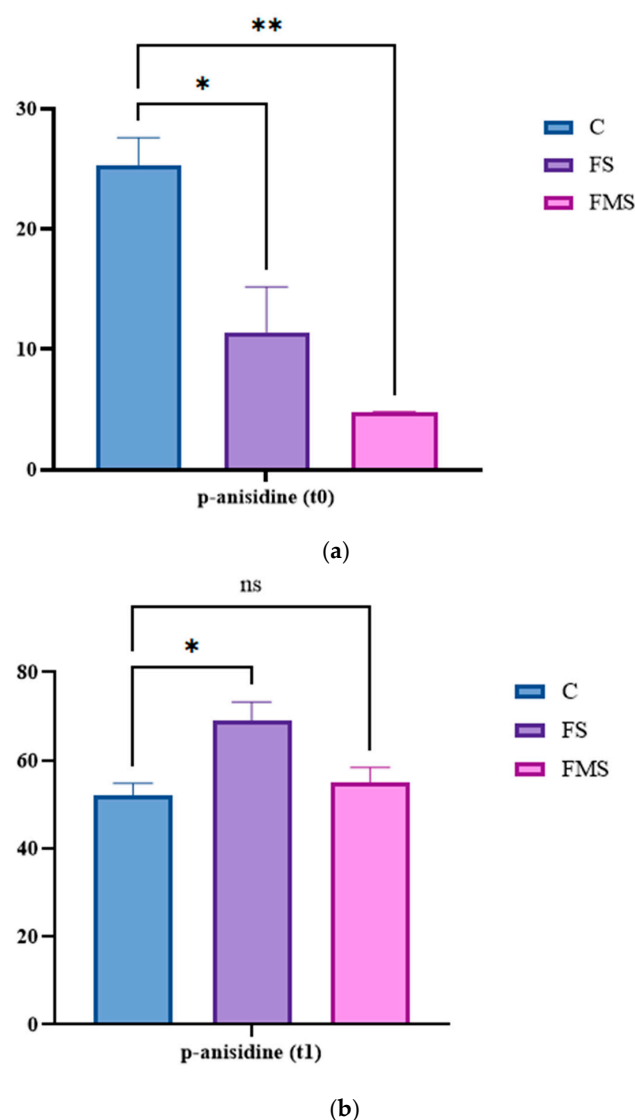 **
*
30
20
10
0
C
FS
FMS
p-anisidine (t0)
(a)
ns
*
80
60
40
20
0
C
FS
FMS
p-anisidine (t1)
(b)